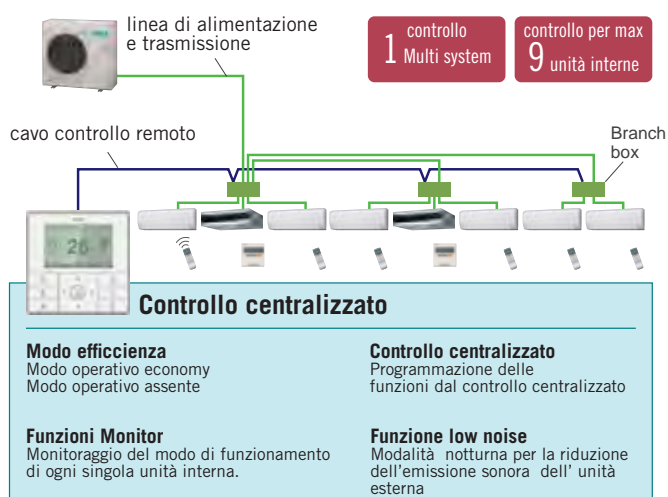 linea di alimentazione
e trasmissione
1 controllo
Multi system
controllo per max
9 unità interne
cavo controllo remoto
Branch
box
26
Controllo centralizzato
Modo efficcienza
Modo operativo economy
Modo operativo assente
Controllo centralizzato
Programmazione delle
funzioni dal controllo centralizzato
Funzioni Monitor
Monitoraggio del modo di funzionamento
di ogni singola unità interna.
Funzione low noise
Modalità notturna per la riduzione
dell'emissione sonora dell' unità
esterna